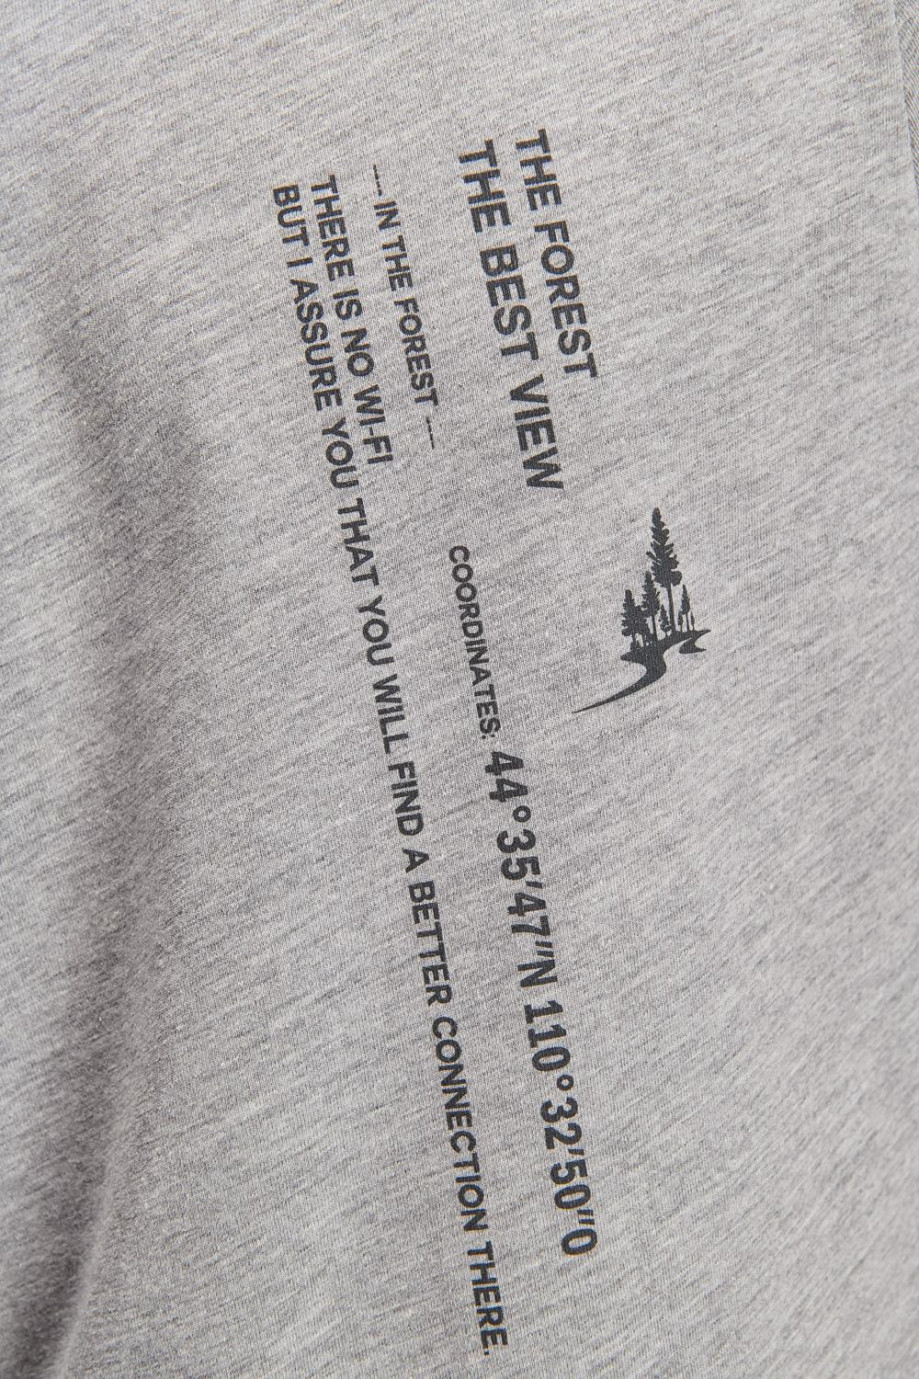 THE FOREST
THE BEST VIEW
COORDINATES: 44°35'47"N 110°32'50"O
--- IN THE FOREST ---
THERE IS NO WI-FI
BUT I ASSURE YOU THAT YOU WILL FIND A BETTER CONNECTION THERE.